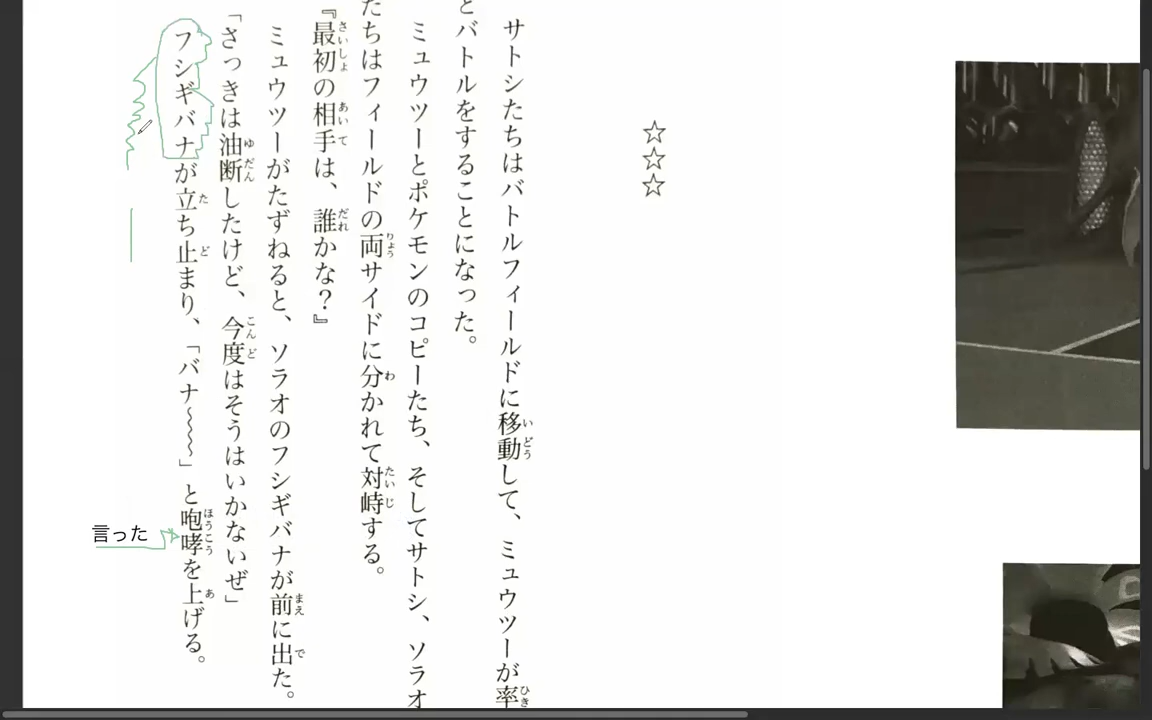 ☆☆☆
サトシたちはバトルフィールドに移動して、ミュウツーが率
とバトルをすることになった。
ミュウツーとポケモンのコピーたち、そしてサトシ、ソラオ
たちはフィールドの両サイドに分かれて対峙する。
『最初の相手は、誰かな？』
ミュウツーがたずねると、ソラオのフシギバナが前に出た。
「さっきは油断したけど、今度はそうはいかないぜ」
フシギバナが立ち止まり、「バナ〜〜〜」と咆哮を上げる。
言った